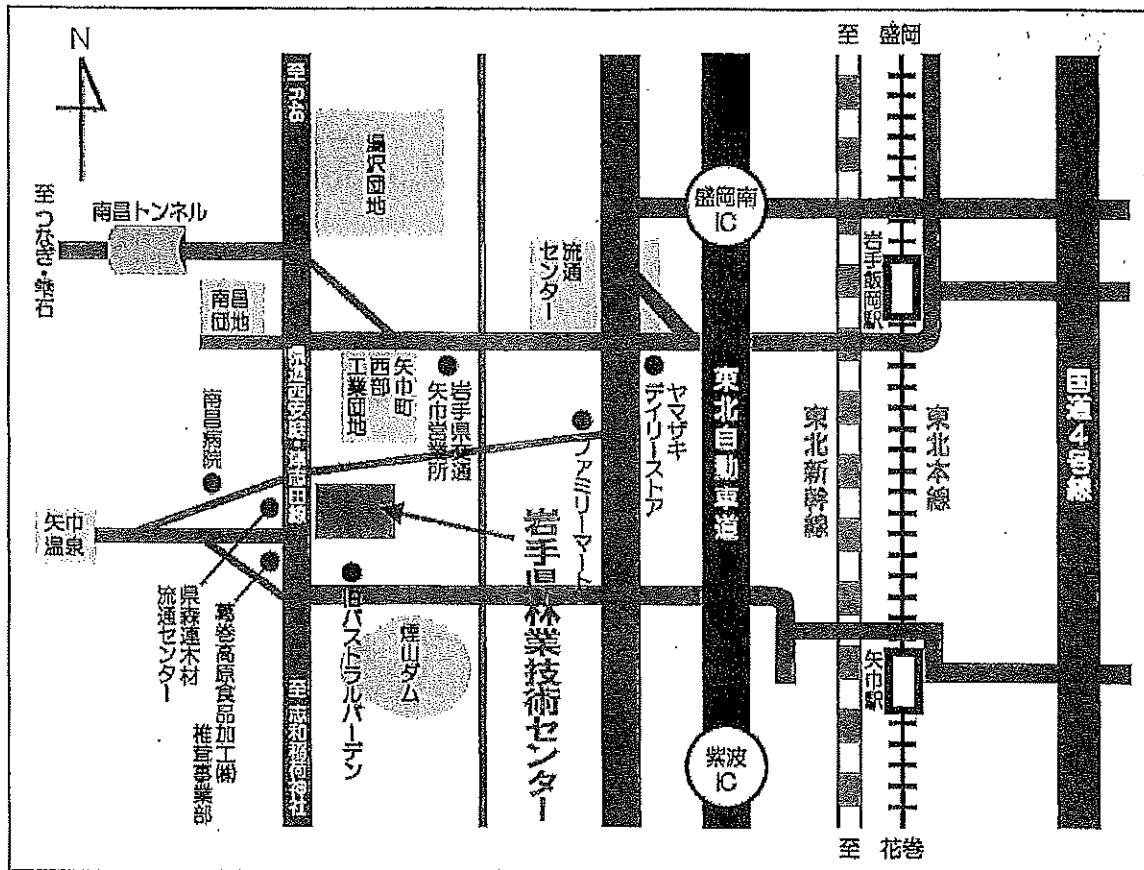 N
至 盛岡
至R46
湯沢団地
盛岡南
IC
南昌トンネル
至つなぎ・雫石
流通
センター
岩手飯岡駅
南昌
団地
矢巾町
西部
工業団地
岩手県交通
矢巾営業所
ヤマザキ
デイリーストア
東北自動車道
東北新幹線
東北本線
国道4号線
南昌病院
ファミリーマート
矢巾
温泉
岩手県林業技術センター
県森連木材
流通センター
葛巻高原食品加工㈱
椎茸事業部
旧パストラルバーデン
煙山ダム
至志和稲荷神社
矢巾駅
紫波
IC
至 花巻